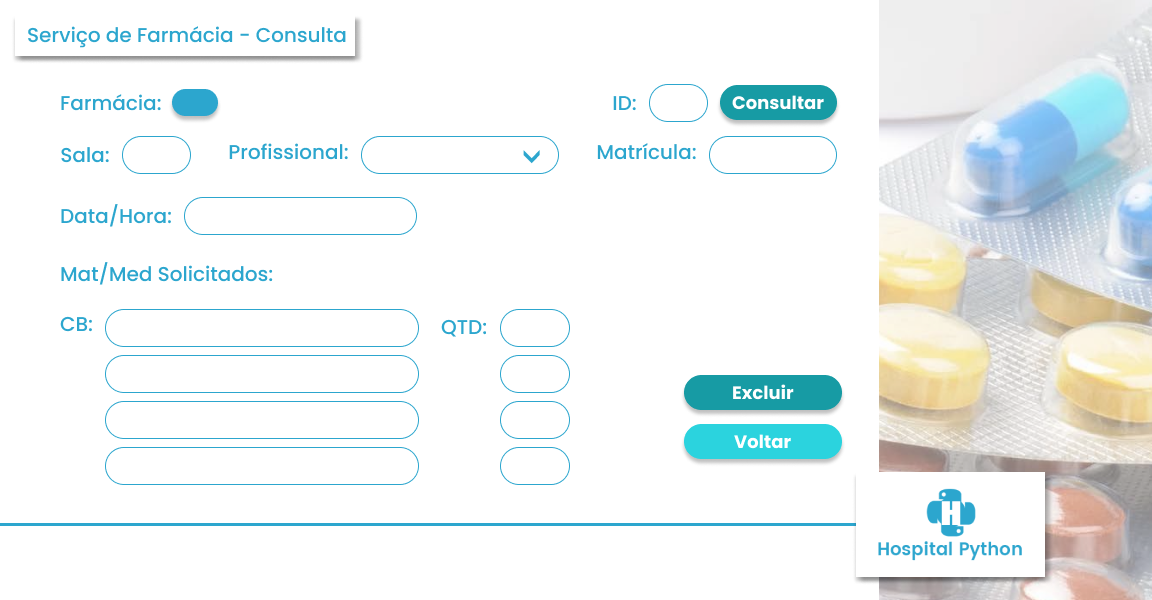 Serviço de Farmácia - Consulta
Farmácia:
ID:
Consultar
Sala:
Profissional:
Matrícula:
Data/Hora:
Mat/Med Solicitados:
CB:
QTD:
Excluir
Voltar
H
Hospital Python